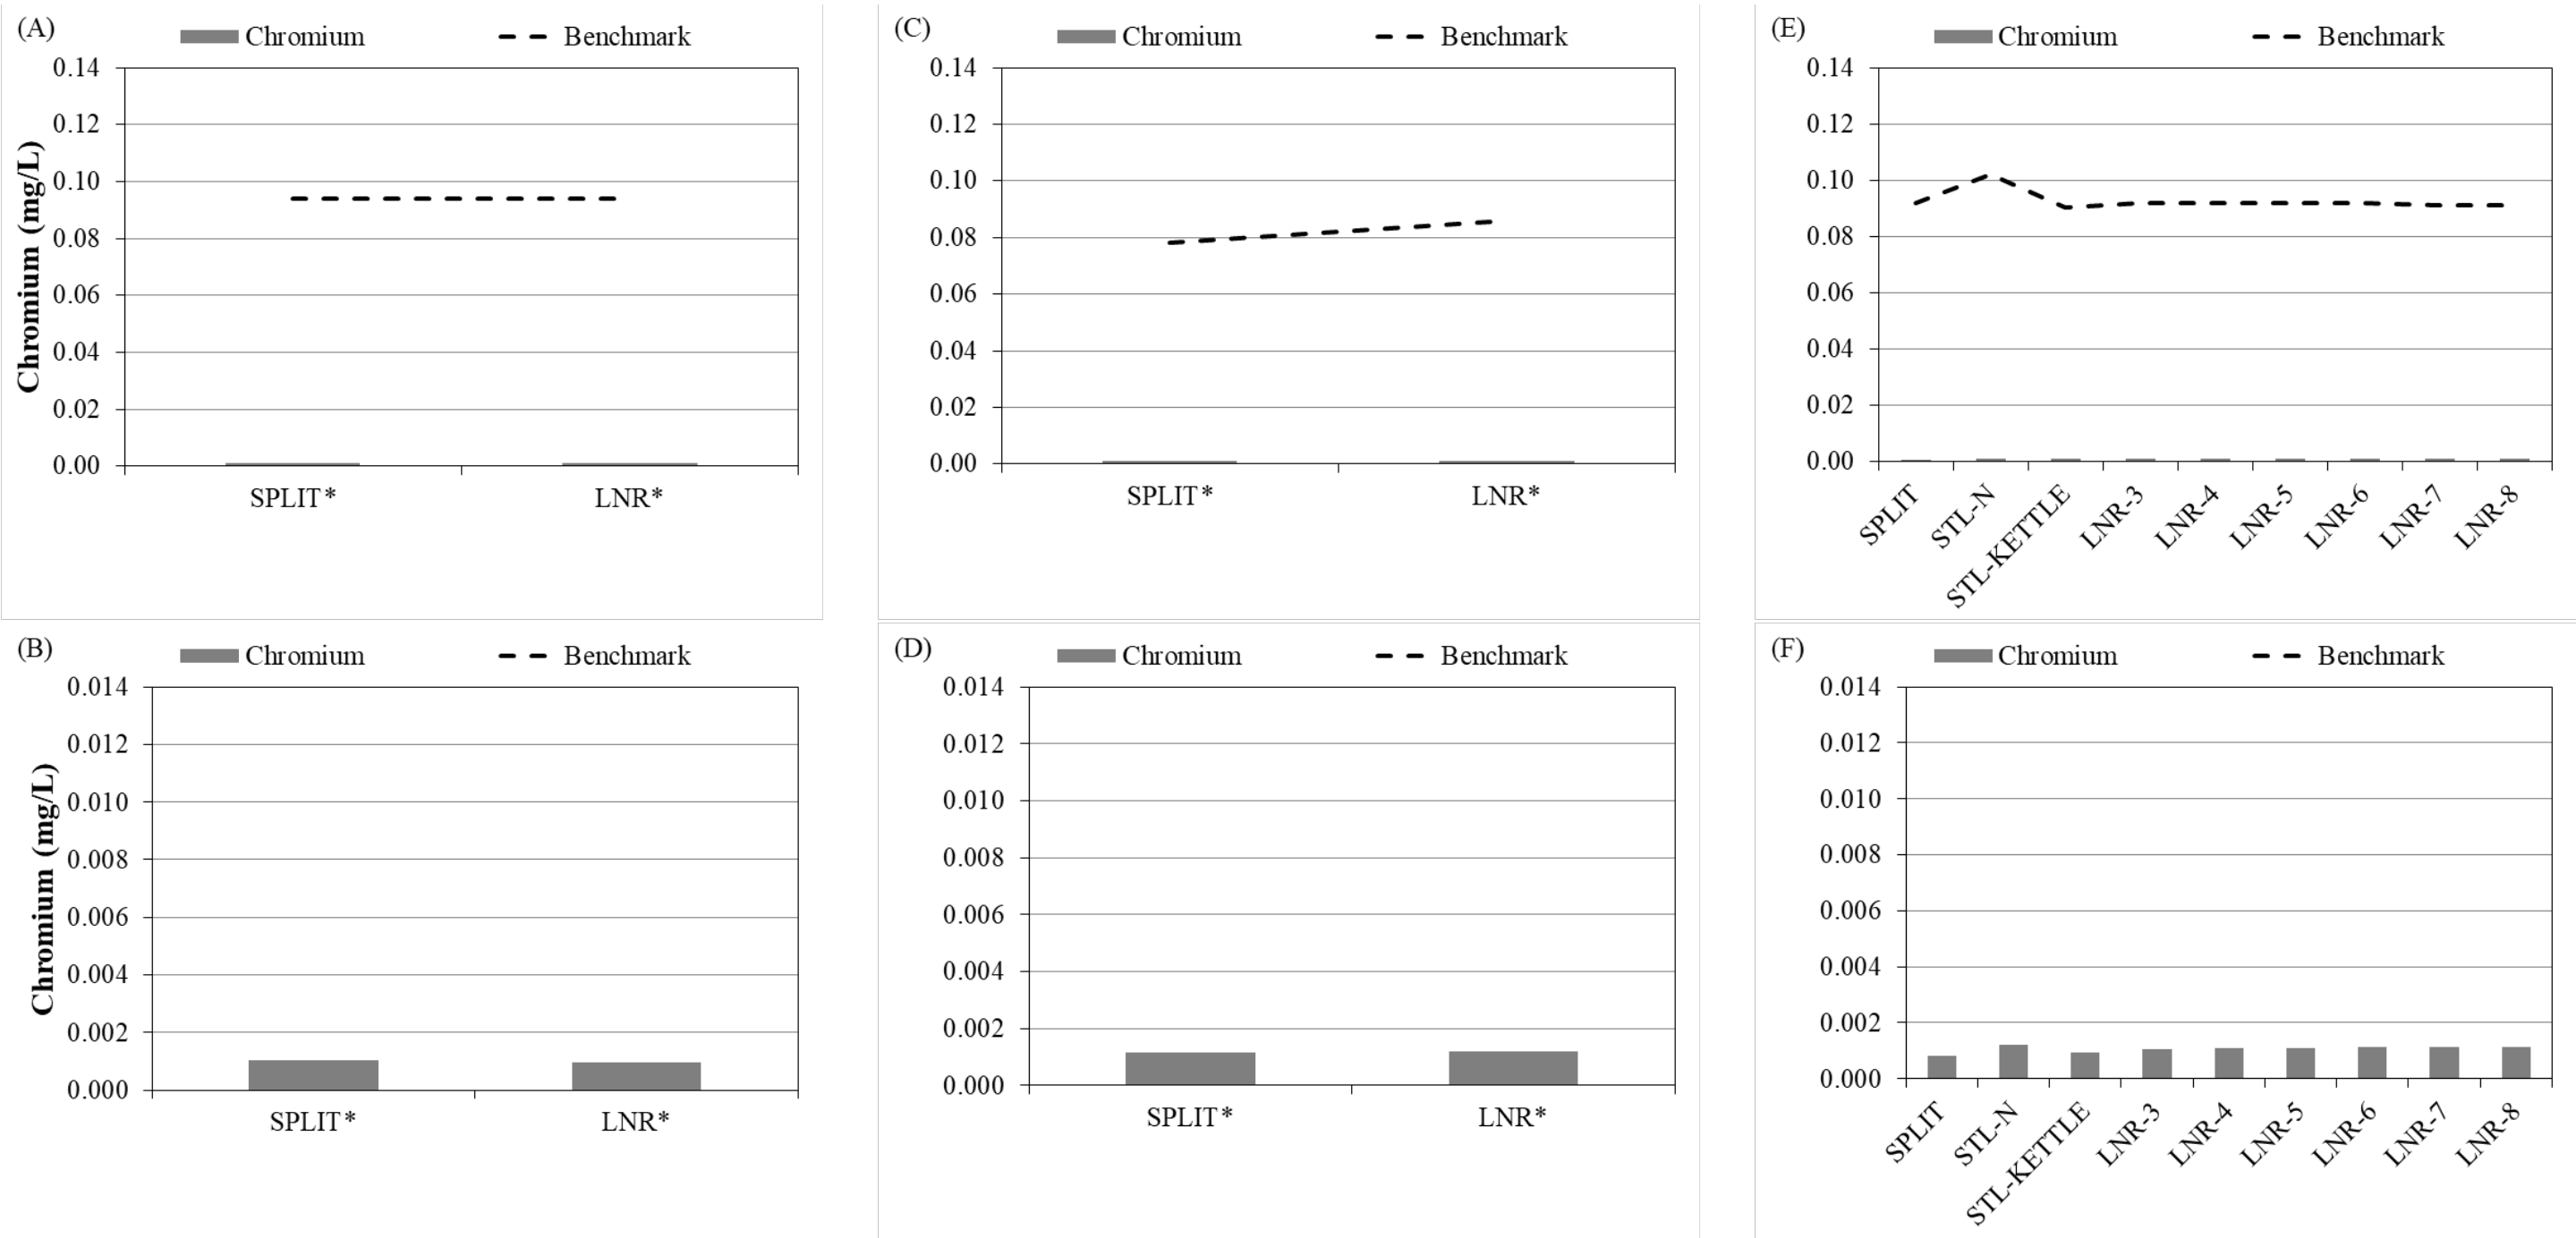 (A)
Chromium
Benchmark
Chromium (mg/L)
0.14
0.12
0.10
0.08
0.06
0.04
0.02
0.00
SPLIT*
LNR*
(C)
Chromium
Benchmark
0.14
0.12
0.10
0.08
0.06
0.04
0.02
0.00
SPLIT*
LNR*
(E)
Chromium
Benchmark
0.14
0.12
0.10
0.08
0.06
0.04
0.02
0.00
SPLIT
STL-N
STL-KETTLE
LNR-3
LNR-4
LNR-5
LNR-6
LNR-7
LNR-8
(B)
Chromium
Benchmark
Chromium (mg/L)
0.014
0.012
0.010
0.008
0.006
0.004
0.002
0.000
SPLIT*
LNR*
(D)
Chromium
Benchmark
0.014
0.012
0.010
0.008
0.006
0.004
0.002
0.000
SPLIT*
LNR*
(F)
Chromium
Benchmark
0.014
0.012
0.010
0.008
0.006
0.004
0.002
0.000
SPLIT
STL-N
STL-KETTLE
LNR-3
LNR-4
LNR-5
LNR-6
LNR-7
LNR-8